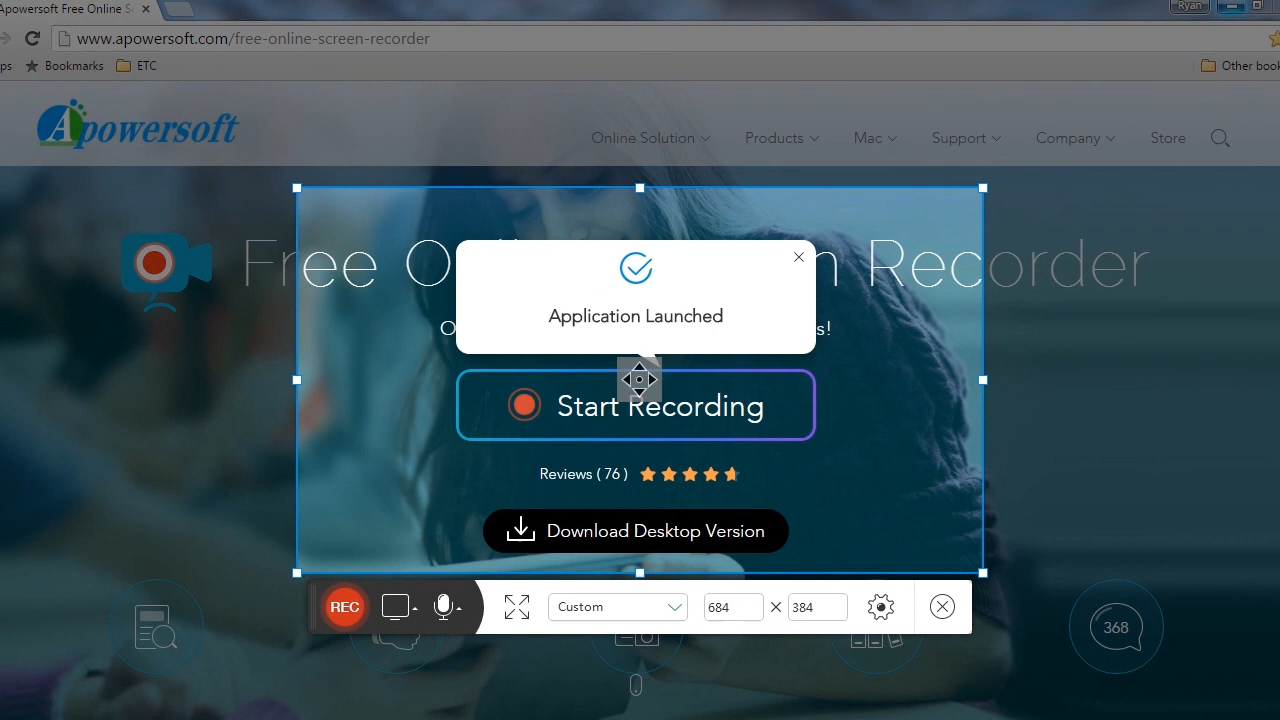 Apowersoft Free Online S
Ryan
www.apowersoft.com/free-online-screen-recorder
ps Bookmarks ETC Other book
Apowersoft
Online Solution Products Mac Support Company Store
Free O n Recorder
O s!
Application Launched
Start Recording
Reviews ( 76 )
Download Desktop Version
REC Custom 684 × 384
368